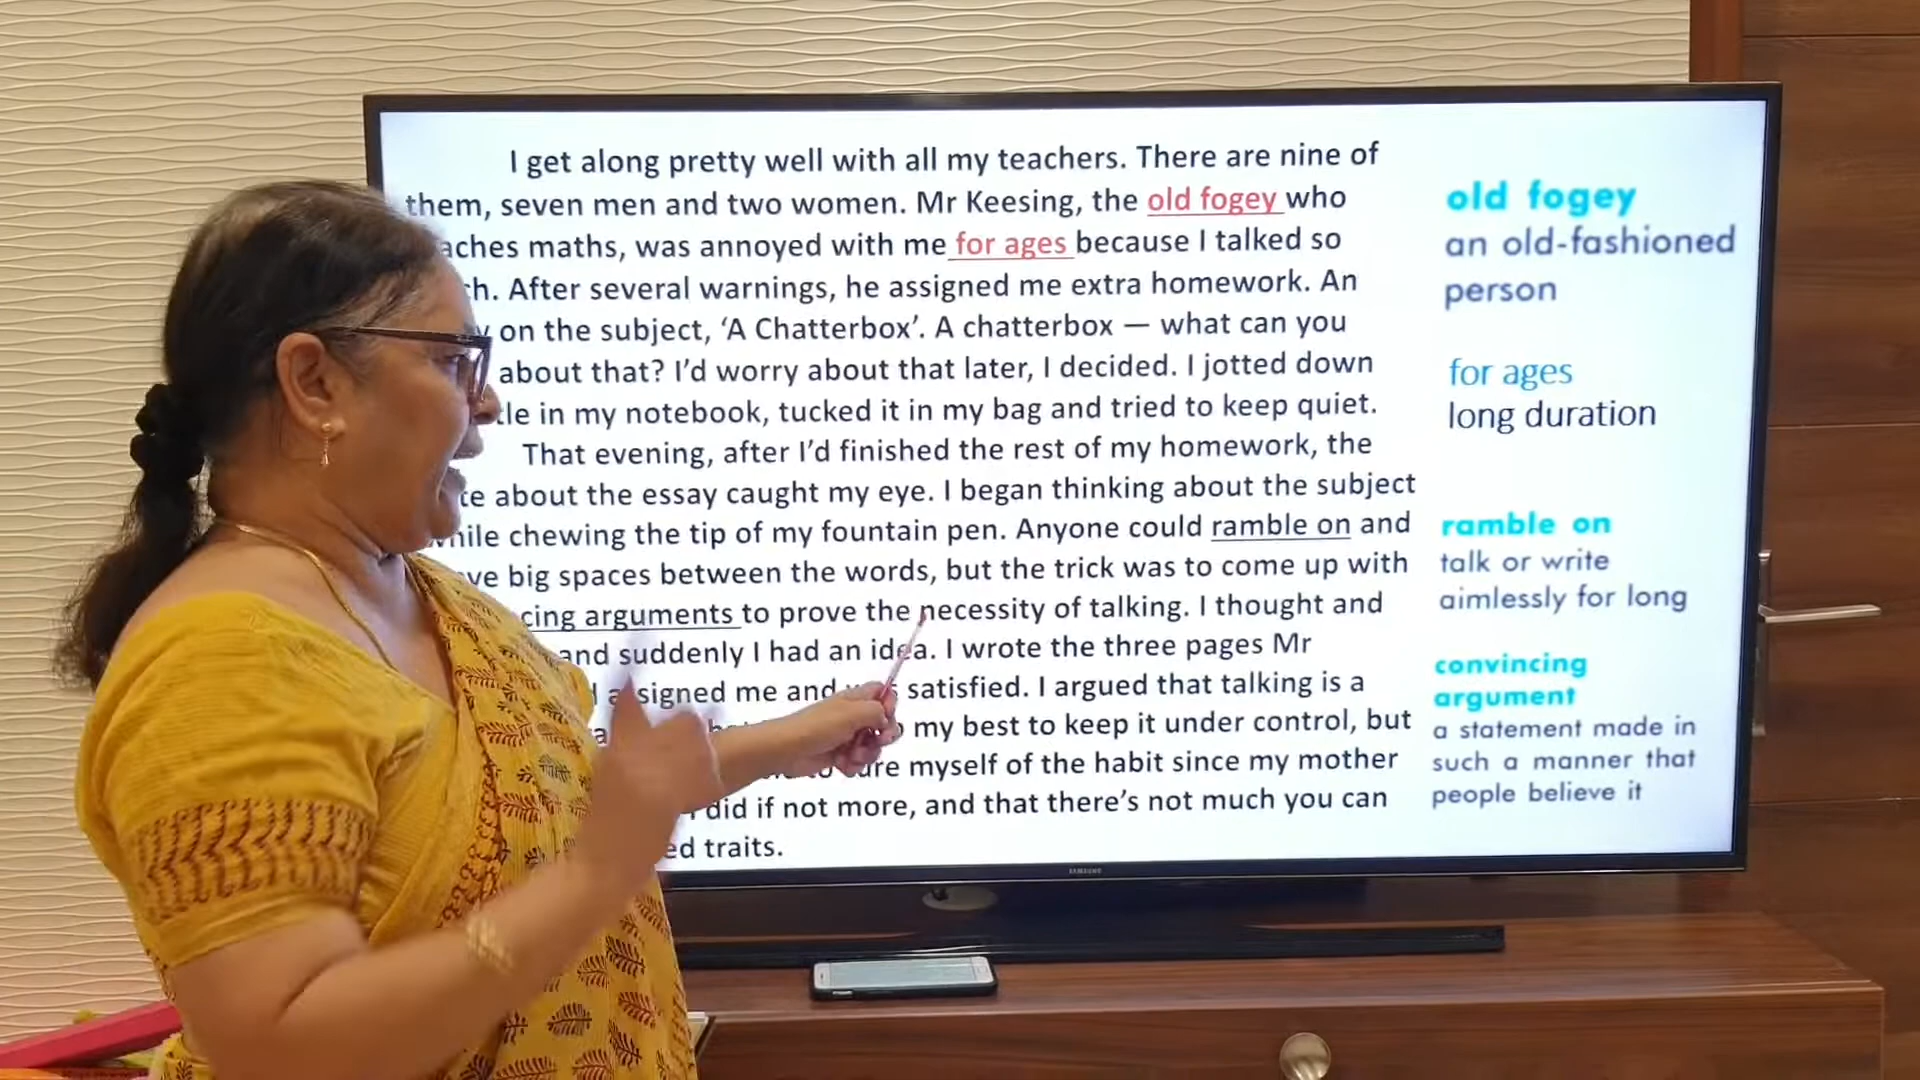 I get along pretty well with all my teachers. There are nine of
them, seven men and two women. Mr Keesing, the old fogey who
aches maths, was annoyed with me for ages because I talked so
h. After several warnings, he assigned me extra homework. An
on the subject, ‘A Chatterbox’. A chatterbox — what can you
about that? I’d worry about that later, I decided. I jotted down
tle in my notebook, tucked it in my bag and tried to keep quiet.
That evening, after I’d finished the rest of my homework, the
te about the essay caught my eye. I began thinking about the subject
hile chewing the tip of my fountain pen. Anyone could ramble on and
ve big spaces between the words, but the trick was to come up with
cing arguments to prove the necessity of talking. I thought and
and suddenly I had an idea. I wrote the three pages Mr
signed me and satisfied. I argued that talking is a
my best to keep it under control, but
myself of the habit since my mother
did if not more, and that there’s not much you can
ed traits.
old fogey
an old-fashioned
person
for ages
long duration
ramble on
talk or write
aimlessly for long
convincing
argument
a statement made in
such a manner that
people believe it
SAMSUNG